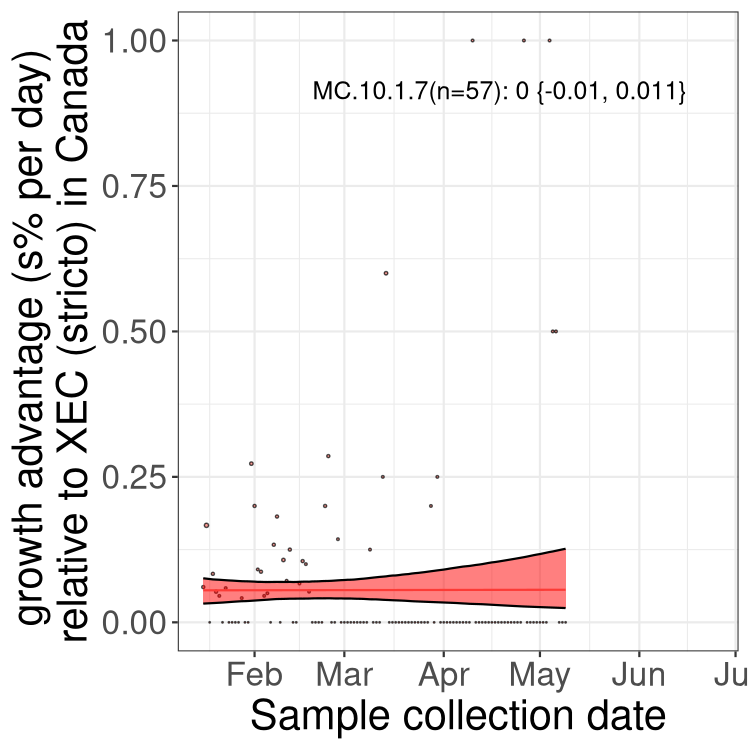 growth advantage (s% per day)
relative to XEC (stricto) in Canada
1.00
0.75
0.50
0.25
0.00
MC.10.1.7(n=57): 0 {-0.01, 0.011}
Feb Mar Apr May Jun Ju
Sample collection date